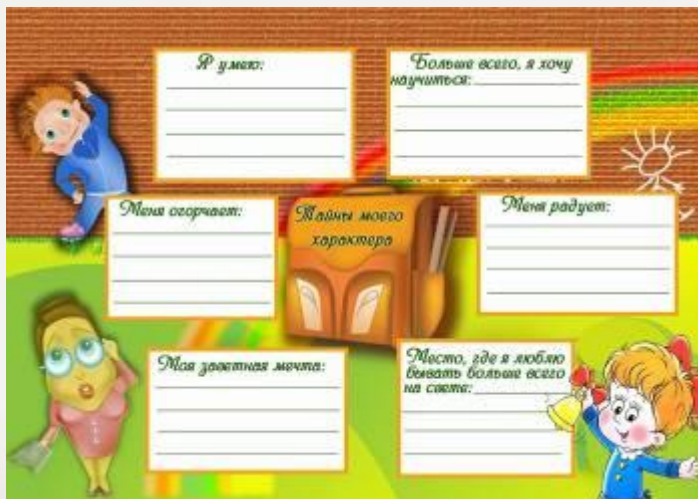 Я умею:
Больше всего, я хочу
научиться:
Меня огорчает:
Тайны моего
характера
Меня радует:
Моя заветная мечта:
Место, где я люблю
бывать больше всего
на свете: